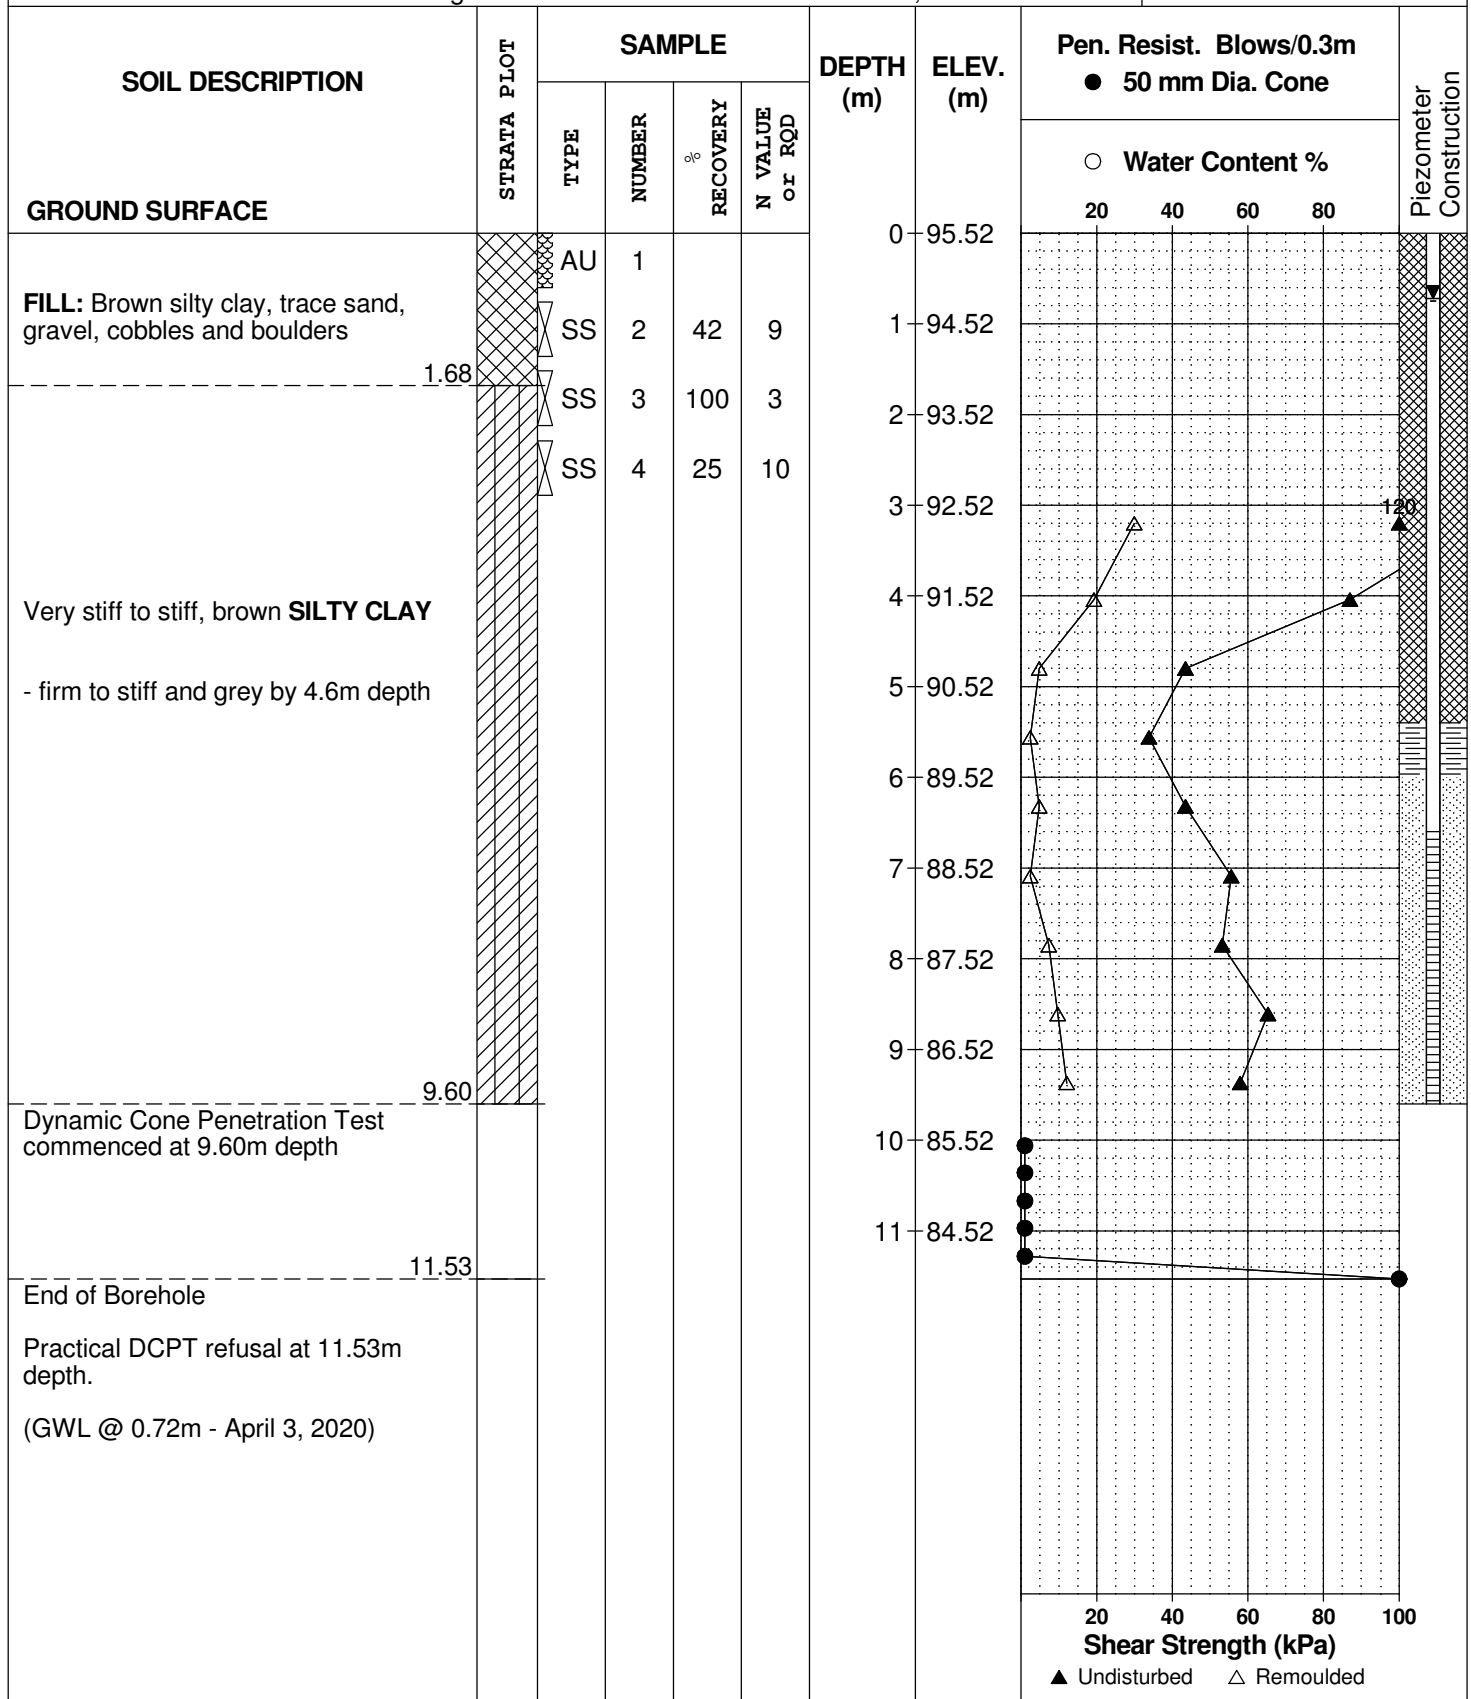 SOIL DESCRIPTION
GROUND SURFACE
STRATA PLOT
SAMPLE
TYPE
NUMBER
% RECOVERY
N VALUE or RQD
DEPTH (m)
ELEV. (m)
Pen. Resist. Blows/0.3m
● 50 mm Dia. Cone
○ Water Content %
20 40 60 80
Piezometer Construction
0 95.52
AU 1
FILL: Brown silty clay, trace sand,
gravel, cobbles and boulders
SS 2 42 9
1 94.52
1.68
SS 3 100 3
2 93.52
SS 4 25 10
3 92.52
120
4 91.52
Very stiff to stiff, brown SILTY CLAY
- firm to stiff and grey by 4.6m depth
5 90.52
6 89.52
7 88.52
8 87.52
9 86.52
9.60
Dynamic Cone Penetration Test
commenced at 9.60m depth
10 85.52
11 84.52
11.53
End of Borehole
Practical DCPT refusal at 11.53m
depth.
(GWL @ 0.72m - April 3, 2020)
20 40 60 80 100
Shear Strength (kPa)
▲ Undisturbed △ Remoulded